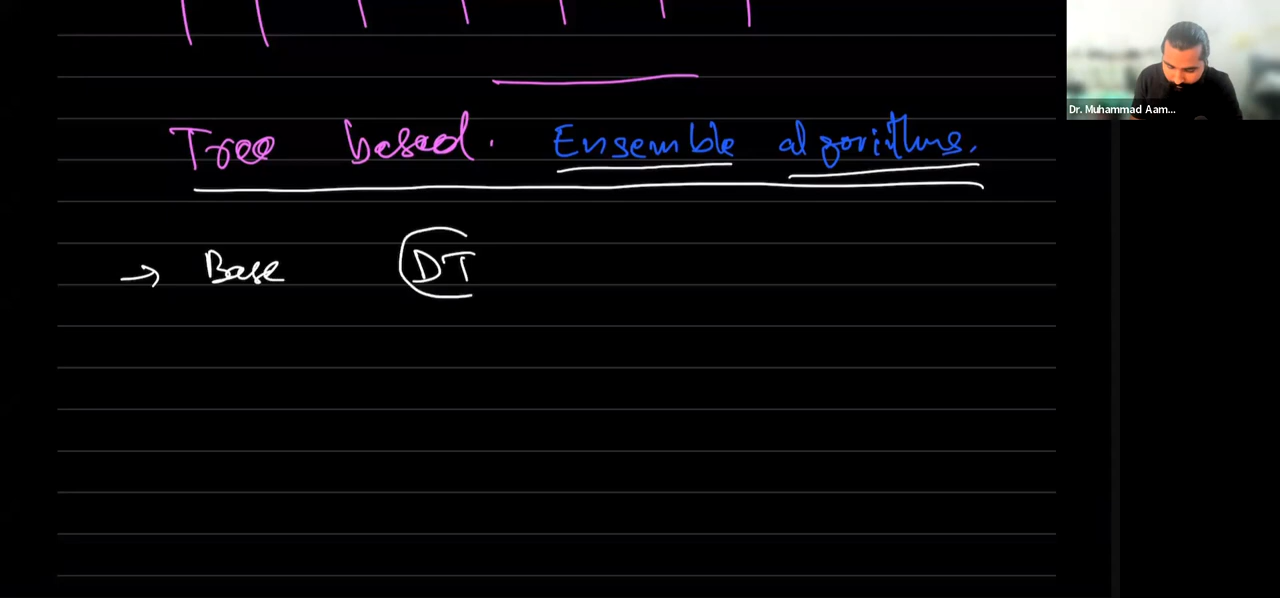 Dr. Muhammad Aam...
Tree based. Ensemble algorithms.
→ Base DT